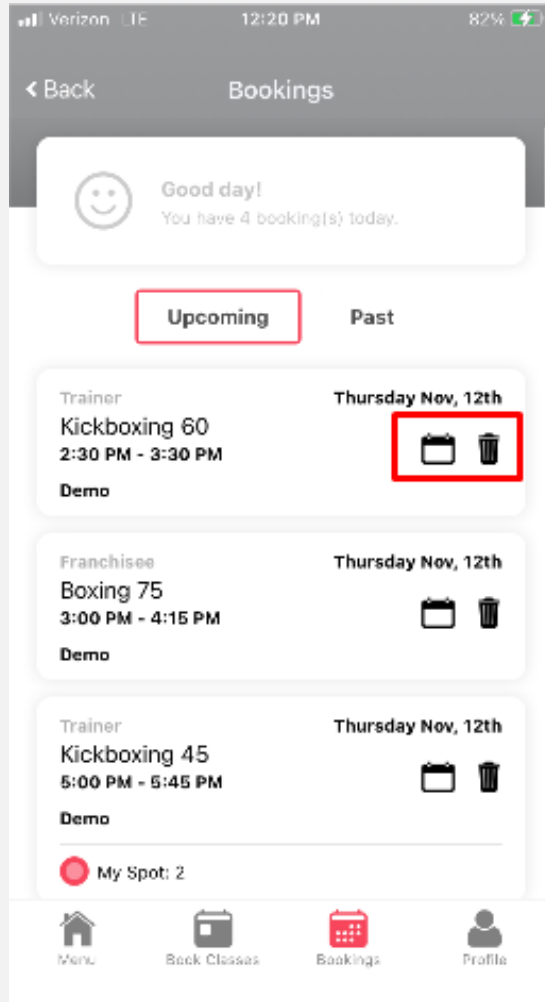 Verizon LTE 12:20 PM 82%
Back Bookings
Good day!
You have 4 booking(s) today.
Upcoming Past
Trainer Thursday Nov, 12th
Kickboxing 60
2:30 PM - 3:30 PM
Demo
Franchisee Thursday Nov, 12th
Boxing 75
3:00 PM - 4:15 PM
Demo
Trainer Thursday Nov, 12th
Kickboxing 45
5:00 PM - 5:45 PM
Demo
My Spot: 2
Menu Book Classes Bookings Profile